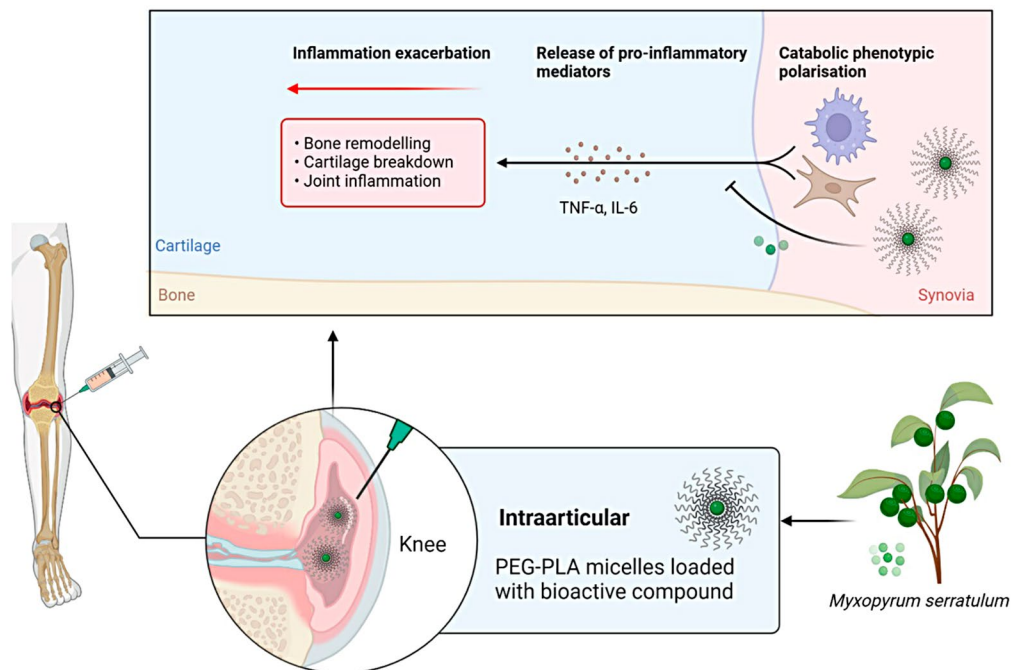 Inflammation exacerbation
Release of pro-inflammatory
mediators
Catabolic phenotypic
polarisation
• Bone remodelling
• Cartilage breakdown
• Joint inflammation
TNF-α, IL-6
Cartilage
Bone
Synovia
Knee
Intraarticular
PEG-PLA micelles loaded
with bioactive compound
Myxopyrum serratulum